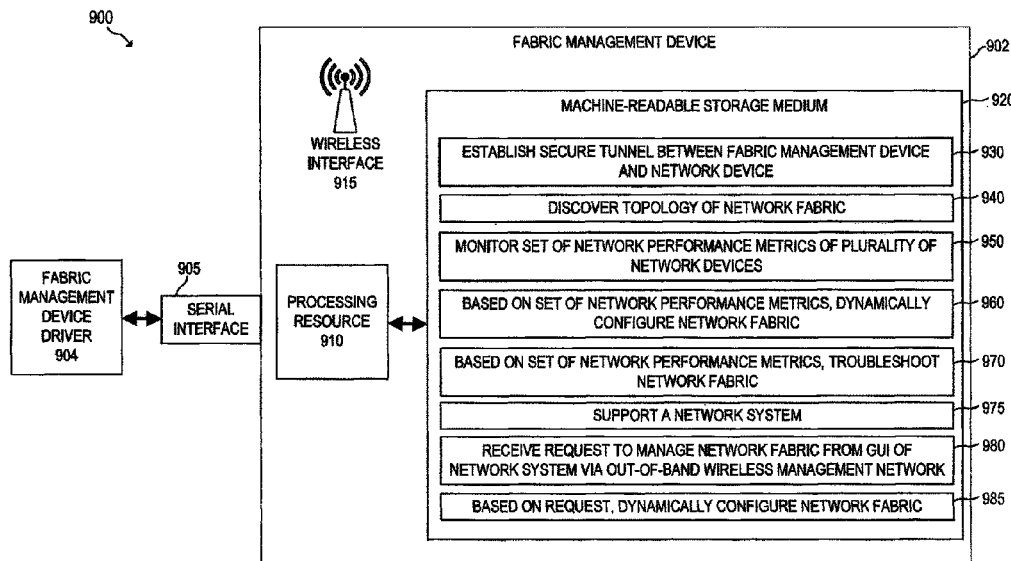 900
FABRIC MANAGEMENT DEVICE
902
WIRELESS
INTERFACE
915
MACHINE-READABLE STORAGE MEDIUM
920
ESTABLISH SECURE TUNNEL BETWEEN FABRIC MANAGEMENT DEVICE
AND NETWORK DEVICE
930
DISCOVER TOPOLOGY OF NETWORK FABRIC
940
MONITOR SET OF NETWORK PERFORMANCE METRICS OF PLURALITY OF
NETWORK DEVICES
950
FABRIC
MANAGEMENT
DEVICE
DRIVER
904
905
SERIAL
INTERFACE
PROCESSING
RESOURCE
910
BASED ON SET OF NETWORK PERFORMANCE METRICS, DYNAMICALLY
CONFIGURE NETWORK FABRIC
960
BASED ON SET OF NETWORK PERFORMANCE METRICS, TROUBLESHOOT
NETWORK FABRIC
970
SUPPORT A NETWORK SYSTEM
975
RECEIVE REQUEST TO MANAGE NETWORK FABRIC FROM GUI OF
NETWORK SYSTEM VIA OUT-OF-BAND WIRELESS MANAGEMENT NETWORK
980
BASED ON REQUEST, DYNAMICALLY CONFIGURE NETWORK FABRIC
985